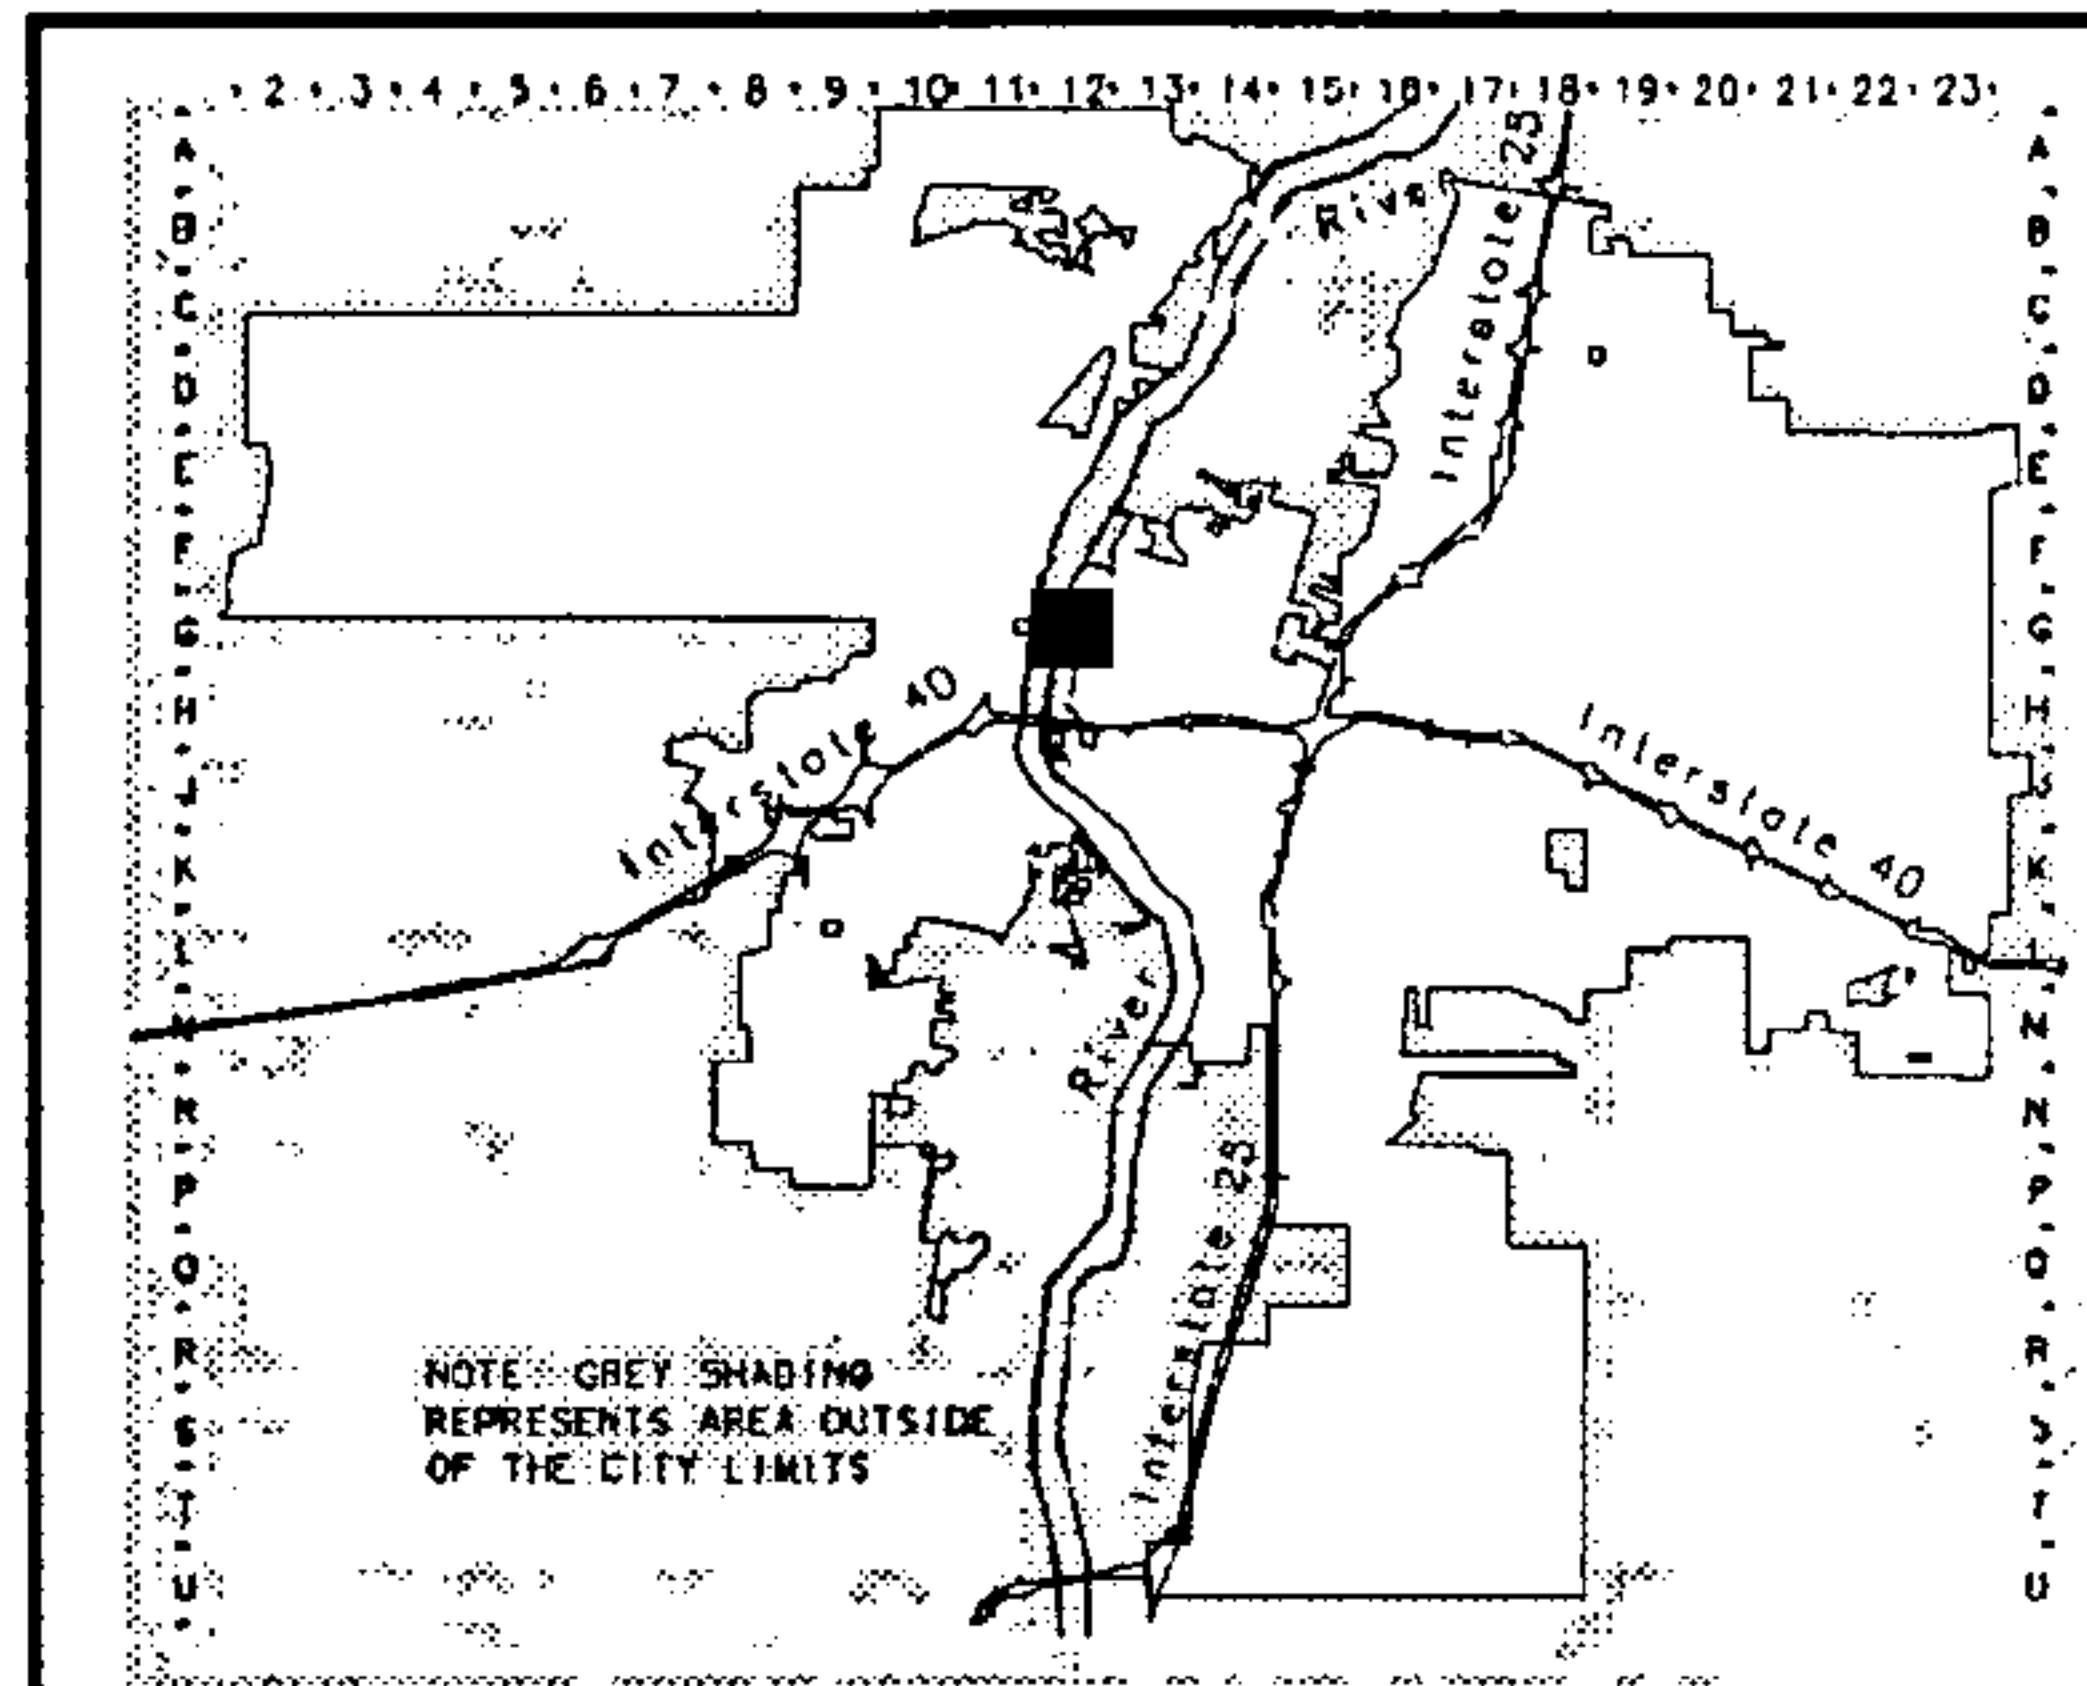 2 3 4 5 6 7 8 9 10 11 12 13 14 15 16 17 18 19 20 21 22 23
A A
B B
C C
D D
E E
F F
G G
H H
J J
K K
L L
M M
N N
P P
Q Q
R R
S S
T T
U U
River
Interstate 25
Interstate 40
Interstate 40
River
Interstate 25
NOTE: GREY SHADING
REPRESENTS AREA OUTSIDE
OF THE CITY LIMITS